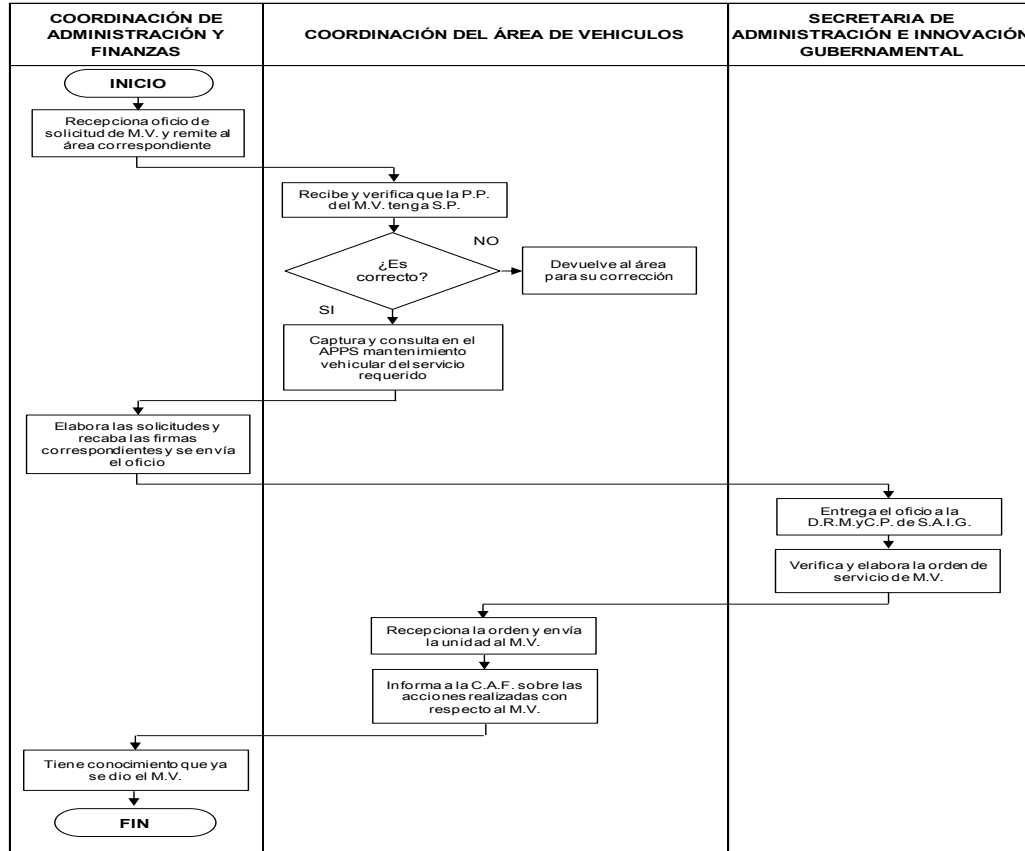 COORDINACIÓN DE
ADMINISTRACIÓN Y
FINANZAS
COORDINACIÓN DEL ÁREA DE VEHICULOS
SECRETARIA DE
ADMINISTRACIÓN E INNOVACIÓN
GUBERNAMENTAL
INICIO
Recepciona oficio de
solicitud de M.V. y remite al
área correspondiente
Recibe y verifica que la P.P.
del M.V. tenga S.P.
NO
¿Es
correcto?
Devuelve al área
para su corrección
SI
Captura y consulta en el
APPS mantenimiento
vehicular del servicio
requerido
Elabora las solicitudes y
recaba las firmas
correspondientes y se envía
el oficio
Entrega el oficio a la
D.R.M.yC.P. de S.A.I.G.
Verifica y elabora la orden de
servicio de M.V.
Recepciona la orden y envía
la unidad al M.V.
Informa a la C.A.F. sobre las
acciones realizadas con
respecto al M.V.
Tiene conocimiento que ya
se dio el M.V.
FIN